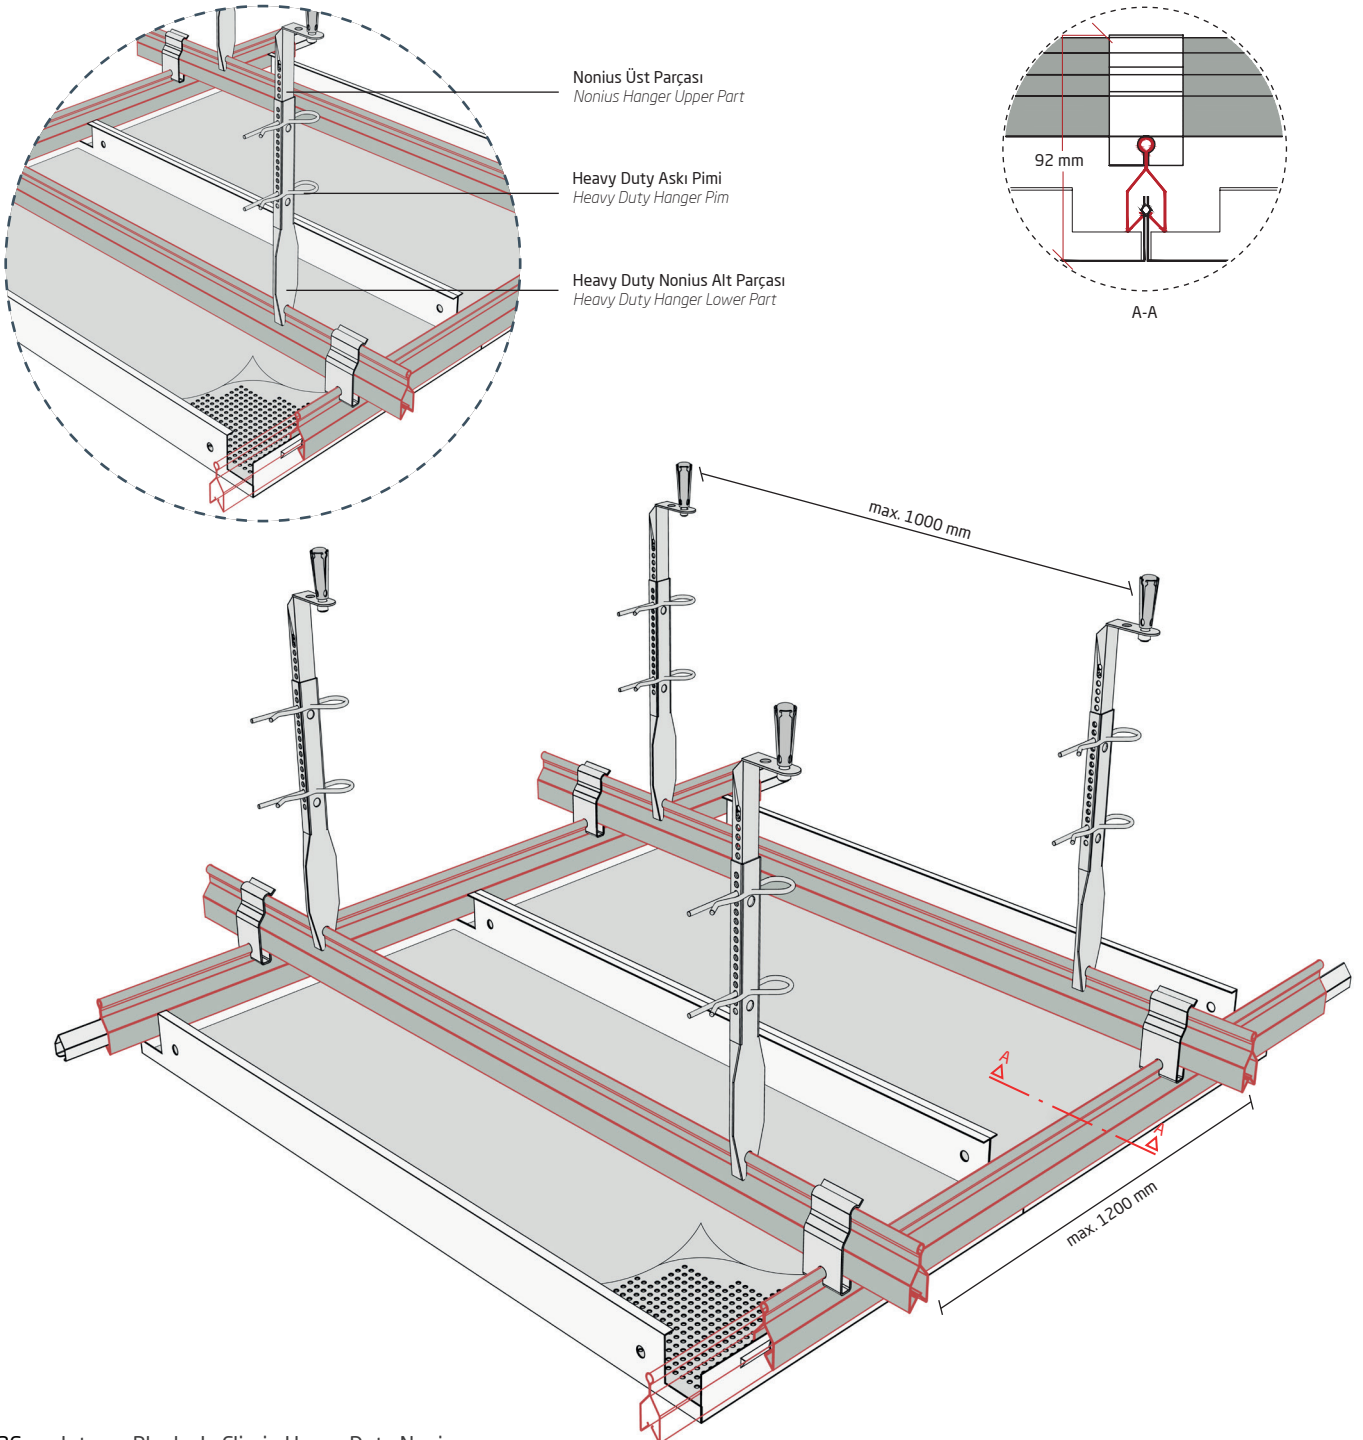 Nonius Üst Parçası
Nonius Hanger Upper Part
Heavy Duty Askı Pimi
Heavy Duty Hanger Pim
Heavy Duty Nonius Alt Parçası
Heavy Duty Hanger Lower Part
92 mm
A-A
max. 1000 mm
A
A
max. 1200 mm